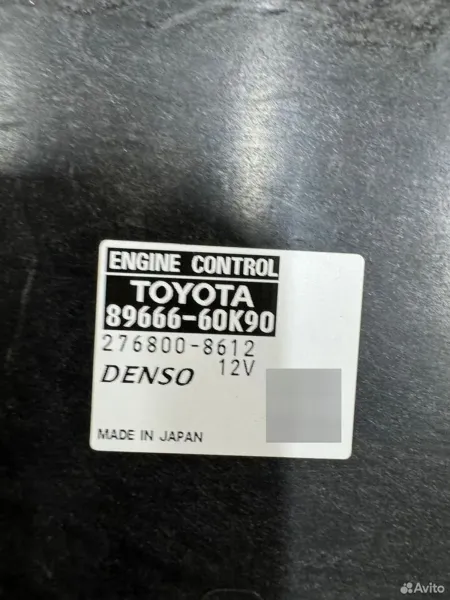 ENGINE CONTROL
TOYOTA
89666-60K90
276800-8612
DENSO 12V
MADE IN JAPAN
Avito